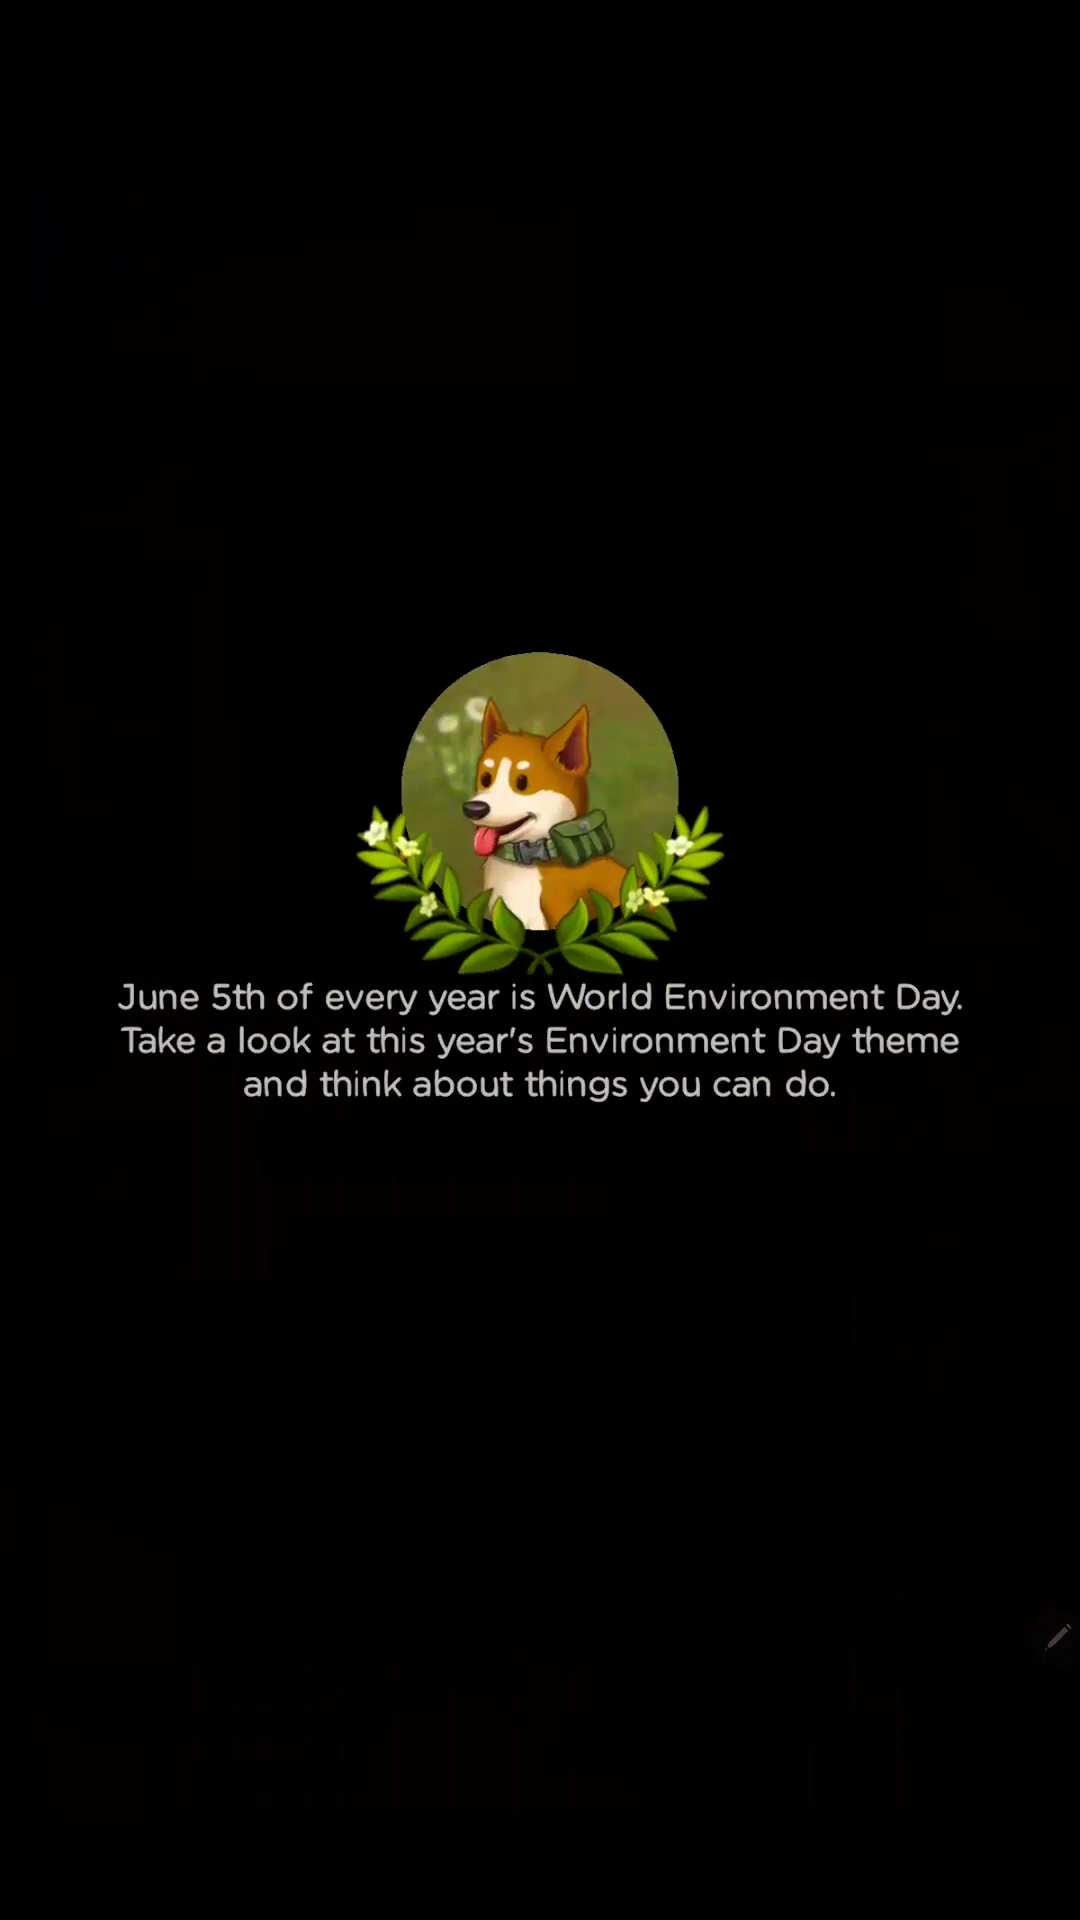 June 5th of every year is World Environment Day.
Take a look at this year's Environment Day theme
and think about things you can do.